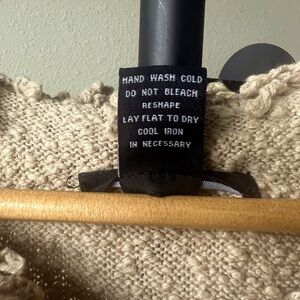 HAND WASH COLD
DO NOT BLEACH
RESHAPE
LAY FLAT TO DRY
COOL IRON
IN NECESSARY